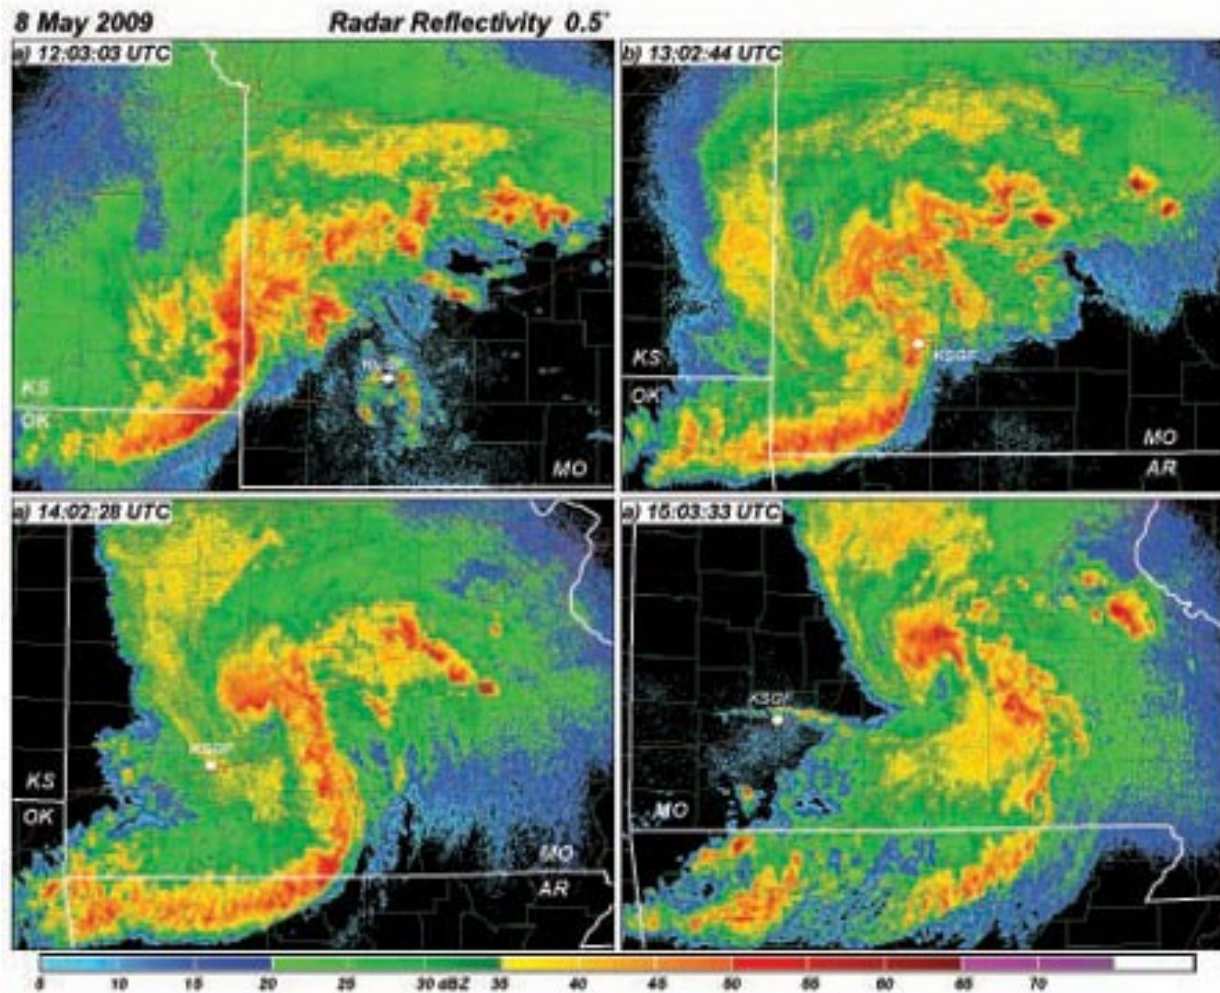 8 May 2009 Radar Reflectivity 0.5°
a) 12:03:03 UTC
KS
OK
MO
b) 13:02:44 UTC
KS
OK
KSGF
MO
AR
a) 14:02:28 UTC
KSGF
KS
OK
MO
AR
a) 15:03:33 UTC
KSGF
MO
5 10 15 20 25 30 dBZ 35 40 45 50 55 60 65 70